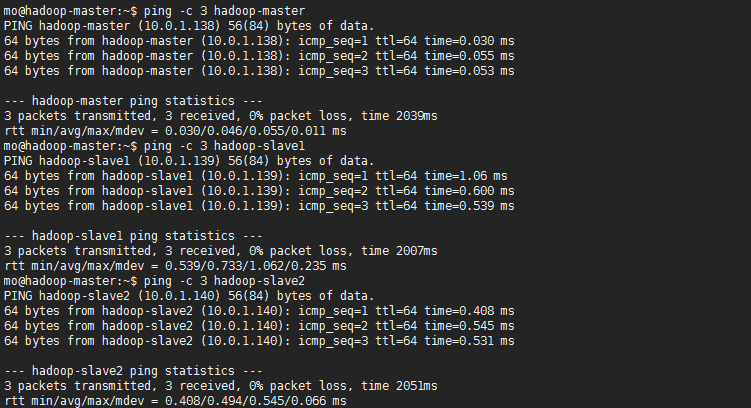 mo@hadoop-master:~$ ping -c 3 hadoop-master
PING hadoop-master (10.0.1.138) 56(84) bytes of data.
64 bytes from hadoop-master (10.0.1.138): icmp_seq=1 ttl=64 time=0.030 ms
64 bytes from hadoop-master (10.0.1.138): icmp_seq=2 ttl=64 time=0.055 ms
64 bytes from hadoop-master (10.0.1.138): icmp_seq=3 ttl=64 time=0.053 ms

--- hadoop-master ping statistics ---
3 packets transmitted, 3 received, 0% packet loss, time 2039ms
rtt min/avg/max/mdev = 0.030/0.046/0.055/0.011 ms
mo@hadoop-master:~$ ping -c 3 hadoop-slave1
PING hadoop-slave1 (10.0.1.139) 56(84) bytes of data.
64 bytes from hadoop-slave1 (10.0.1.139): icmp_seq=1 ttl=64 time=1.06 ms
64 bytes from hadoop-slave1 (10.0.1.139): icmp_seq=2 ttl=64 time=0.600 ms
64 bytes from hadoop-slave1 (10.0.1.139): icmp_seq=3 ttl=64 time=0.539 ms

--- hadoop-slave1 ping statistics ---
3 packets transmitted, 3 received, 0% packet loss, time 2007ms
rtt min/avg/max/mdev = 0.539/0.733/1.062/0.235 ms
mo@hadoop-master:~$ ping -c 3 hadoop-slave2
PING hadoop-slave2 (10.0.1.140) 56(84) bytes of data.
64 bytes from hadoop-slave2 (10.0.1.140): icmp_seq=1 ttl=64 time=0.408 ms
64 bytes from hadoop-slave2 (10.0.1.140): icmp_seq=2 ttl=64 time=0.545 ms
64 bytes from hadoop-slave2 (10.0.1.140): icmp_seq=3 ttl=64 time=0.531 ms

--- hadoop-slave2 ping statistics ---
3 packets transmitted, 3 received, 0% packet loss, time 2051ms
rtt min/avg/max/mdev = 0.408/0.494/0.545/0.066 ms